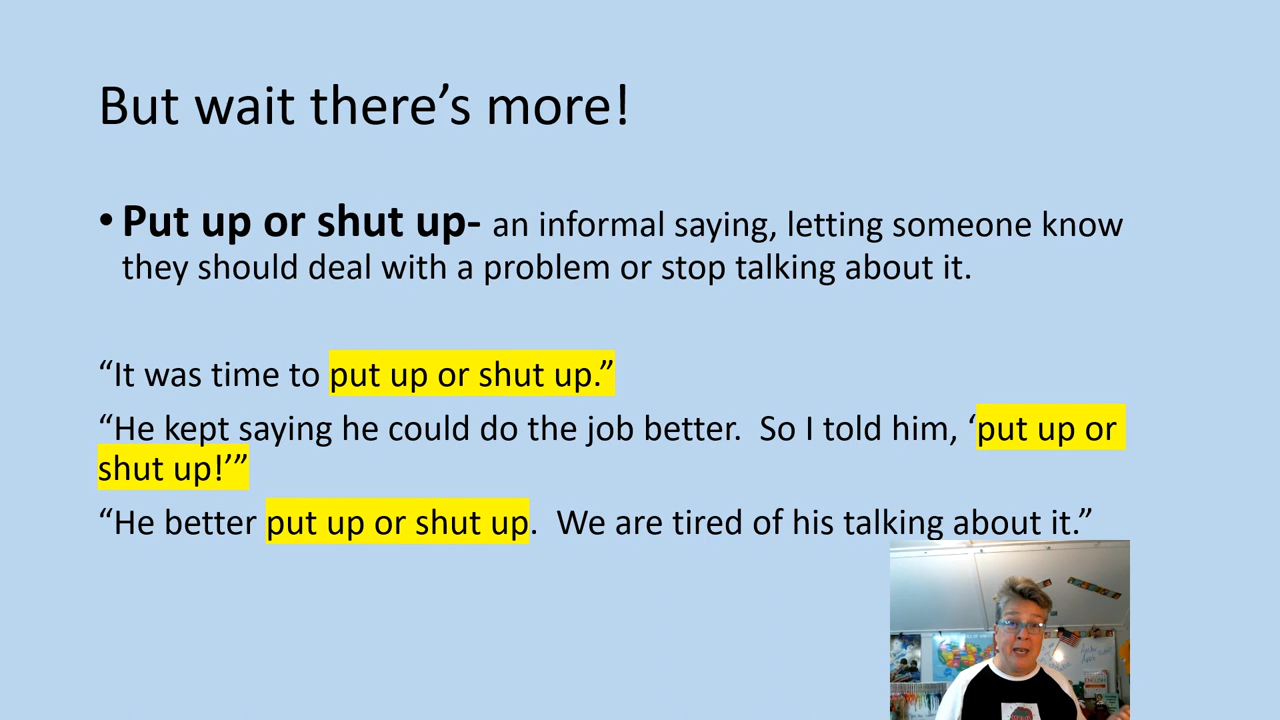 But wait there’s more!
• Put up or shut up- an informal saying, letting someone know
they should deal with a problem or stop talking about it.
“It was time to put up or shut up.”
“He kept saying he could do the job better.  So I told him, ‘put up or
shut up!’”
“He better put up or shut up.  We are tired of his talking about it.”
ENGLISH